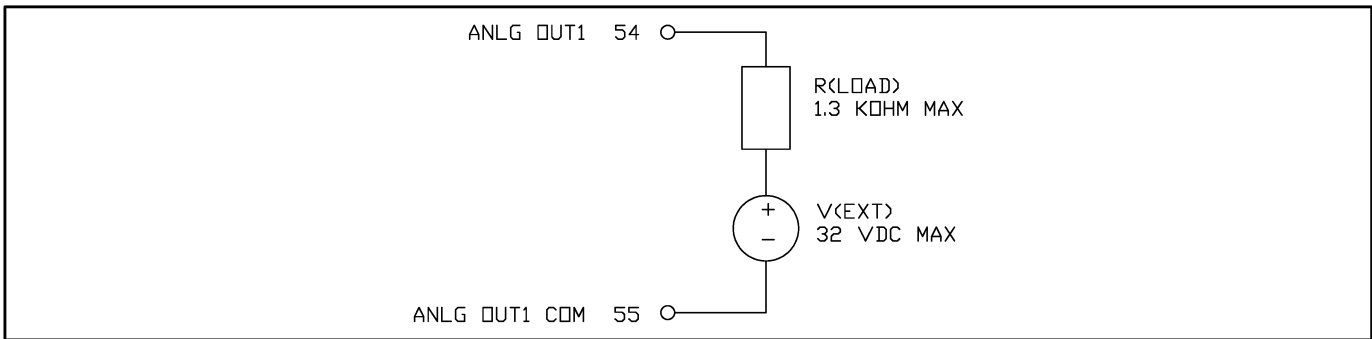 ANLG OUT1 54
R(LOAD)
1.3 KOHM MAX
+
-
V(EXT)
32 VDC MAX
ANLG OUT1 COM 55